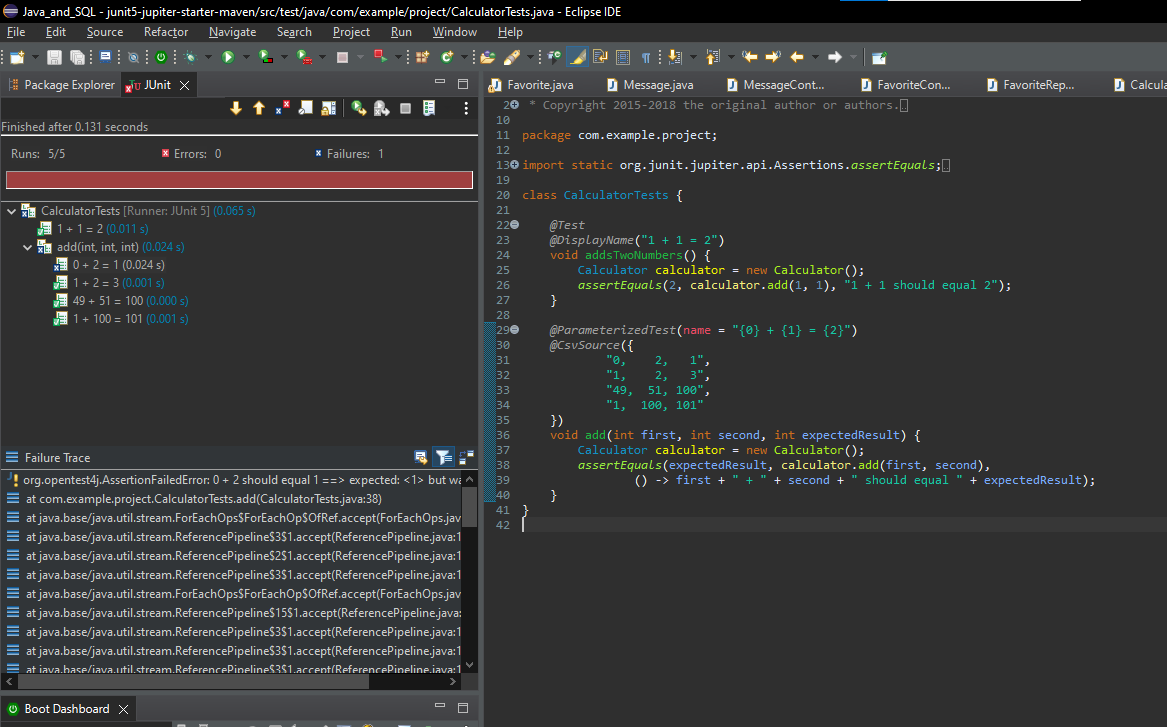 Java_and_SQL - junit5-jupiter-starter-maven/src/test/java/com/example/project/CalculatorTests.java - Eclipse IDE
File Edit Source Refactor Navigate Search Project Run Window Help
Package Explorer JUnit
Finished after 0.131 seconds
Runs: 5/5 Errors: 0 Failures: 1
CalculatorTests [Runner: JUnit 5] (0.065 s)
1 + 1 = 2 (0.011 s)
add(int, int, int) (0.024 s)
0 + 2 = 1 (0.024 s)
1 + 2 = 3 (0.001 s)
49 + 51 = 100 (0.000 s)
1 + 100 = 101 (0.001 s)
Failure Trace
org.opentest4j.AssertionFailedError: 0 + 2 should equal 1 ==> expected: <1> but wa
at com.example.project.CalculatorTests.add(CalculatorTests.java:38)
at java.base/java.util.stream.ForEachOps$ForEachOp$OfRef.accept(ForEachOps.jav
at java.base/java.util.stream.ReferencePipeline$3$1.accept(ReferencePipeline.java:1
at java.base/java.util.stream.ReferencePipeline$2$1.accept(ReferencePipeline.java:1
at java.base/java.util.stream.ReferencePipeline$3$1.accept(ReferencePipeline.java:1
at java.base/java.util.stream.ForEachOps$ForEachOp$OfRef.accept(ForEachOps.jav
at java.base/java.util.stream.ReferencePipeline$15$1.accept(ReferencePipeline.java:
at java.base/java.util.stream.ReferencePipeline$3$1.accept(ReferencePipeline.java:1
at java.base/java.util.stream.ReferencePipeline$3$1.accept(ReferencePipeline.java:1
at java.base/java.util.stream.ReferencePipeline$3$1.accept(ReferencePipeline.java:1
Boot Dashboard
Favorite.java Message.java MessageCont... FavoriteCon... FavoriteRep... Calcula
2 * Copyright 2015-2018 the original author or authors.
10
11 package com.example.project;
12
13 import static org.junit.jupiter.api.Assertions.assertEquals;
19
20 class CalculatorTests {
21
22 @Test
23 @DisplayName("1 + 1 = 2")
24 void addsTwoNumbers() {
25 Calculator calculator = new Calculator();
26 assertEquals(2, calculator.add(1, 1), "1 + 1 should equal 2");
27 }
28
29 @ParameterizedTest(name = "{0} + {1} = {2}")
30 @CsvSource({
31 "0, 2, 1",
32 "1, 2, 3",
33 "49, 51, 100",
34 "1, 100, 101"
35 })
36 void add(int first, int second, int expectedResult) {
37 Calculator calculator = new Calculator();
38 assertEquals(expectedResult, calculator.add(first, second),
39 () -> first + " + " + second + " should equal " + expectedResult);
40 }
41 }
42